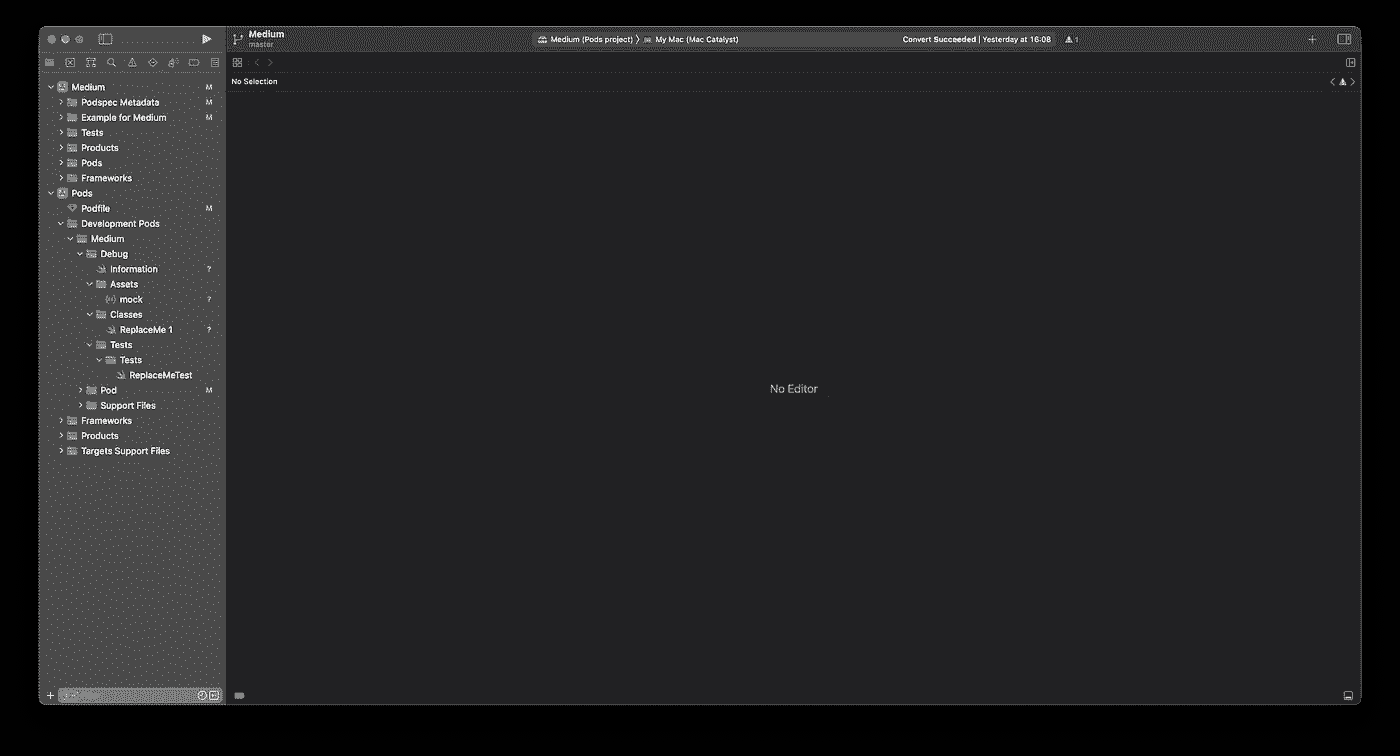 Medium
master
Medium (Pods project) My Mac (Mac Catalyst) Convert Succeeded | Yesterday at 16:08 1
No Selection
Medium M
Podspec Metadata M
Example for Medium M
Tests
Products
Pods
Frameworks
Pods
Podfile M
Development Pods
Medium
Debug
Information ?
Assets
mock ?
Classes
ReplaceMe 1 ?
Tests
Tests
ReplaceMeTest
Pod M
Support Files
Frameworks
Products
Targets Support Files
No Editor